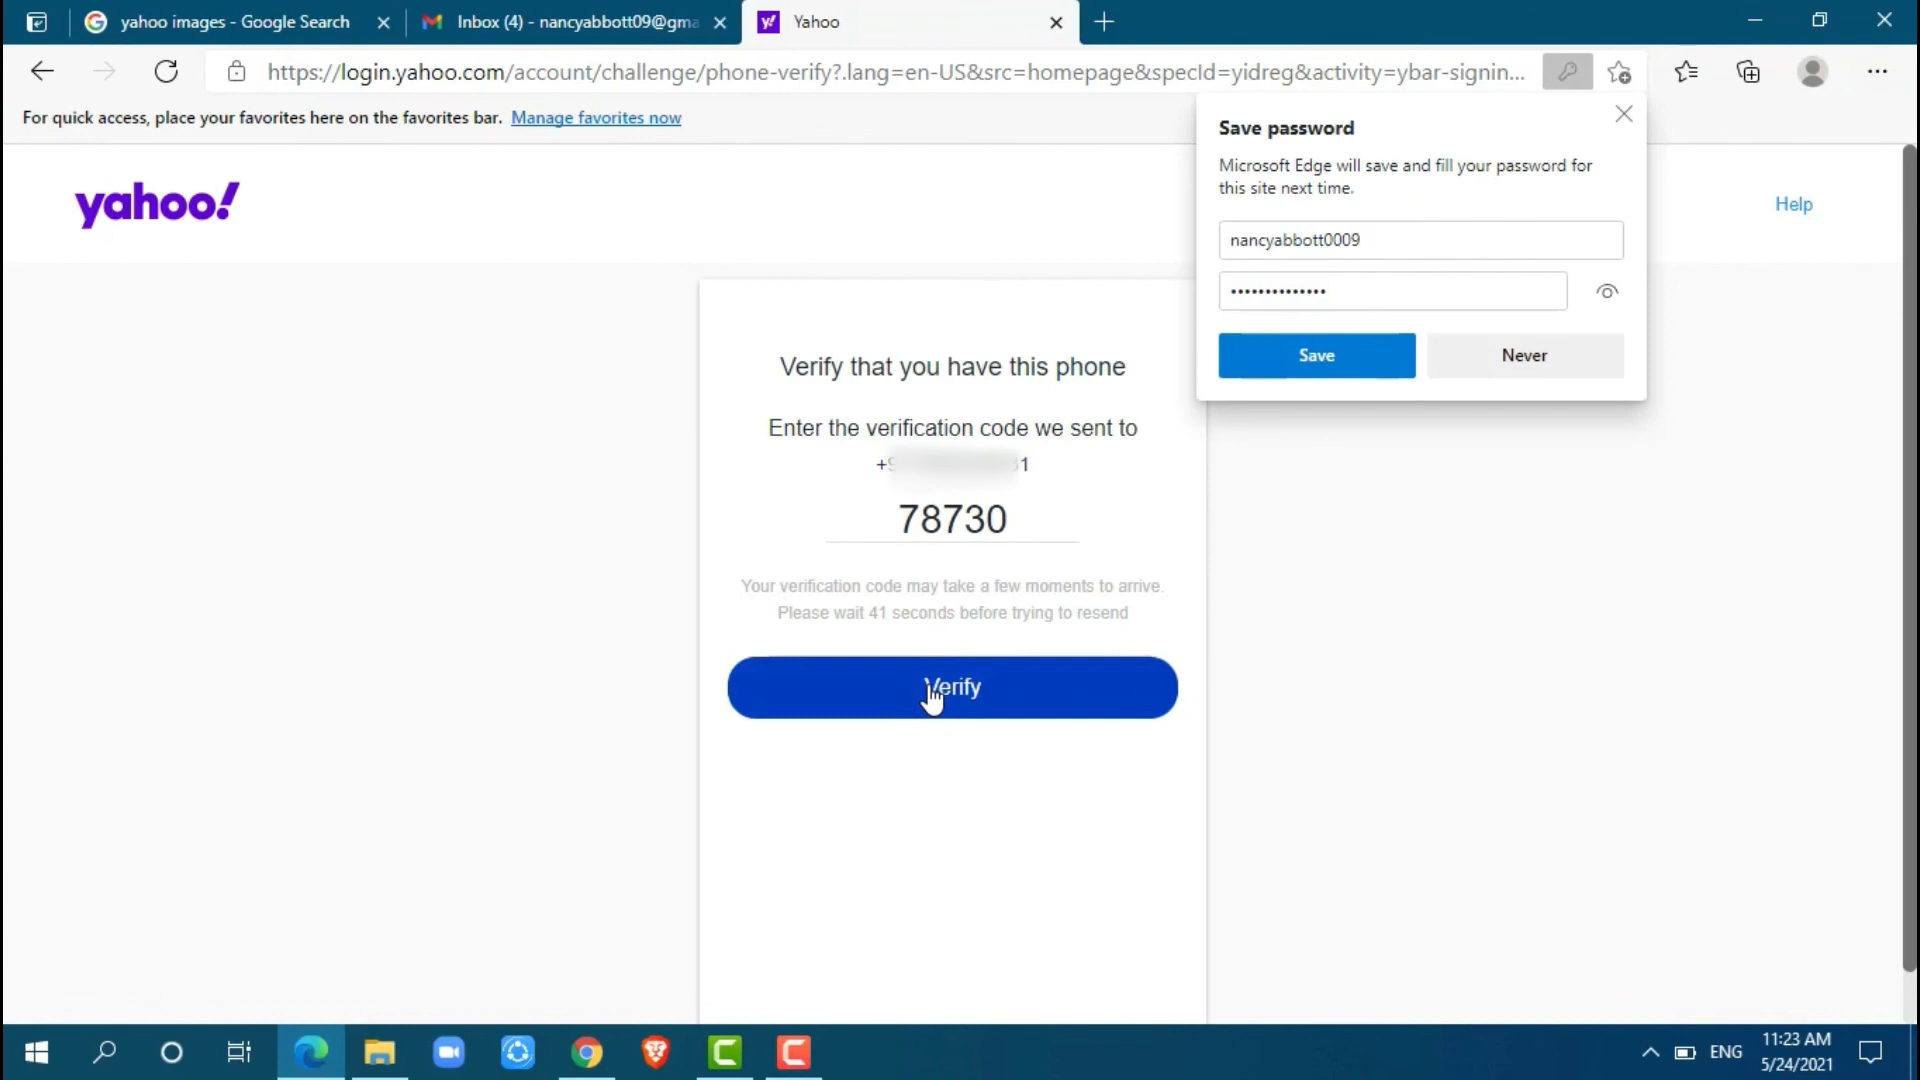 yahoo images - Google Search
Inbox (4) - nancyabbott09@gma
Yahoo
https://login.yahoo.com/account/challenge/phone-verify?.lang=en-US&src=homepage&specId=yidreg&activity=ybar-signin...
For quick access, place your favorites here on the favorites bar. Manage favorites now
yahoo!
Help
Save password
Microsoft Edge will save and fill your password for
this site next time.
nancyabbott0009
••••••••••••••
Save
Never
Verify that you have this phone
Enter the verification code we sent to
78730
Your verification code may take a few moments to arrive.
Please wait 41 seconds before trying to resend
Verify
ENG
11:23 AM
5/24/2021